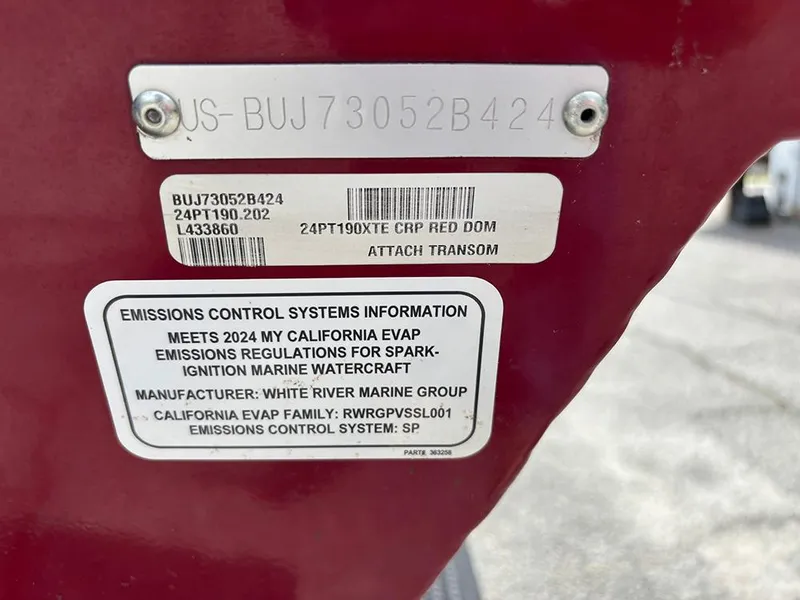 US-BUJ73052B424
BUJ73052B424
24PT190.202
L433860
24PT190XTE CRP RED DOM
ATTACH TRANSOM
EMISSIONS CONTROL SYSTEMS INFORMATION
MEETS 2024 MY CALIFORNIA EVAP
EMISSIONS REGULATIONS FOR SPARK-
IGNITION MARINE WATERCRAFT
MANUFACTURER: WHITE RIVER MARINE GROUP
CALIFORNIA EVAP FAMILY: RWRGPVSSL001
EMISSIONS CONTROL SYSTEM: SP
PART# 363258